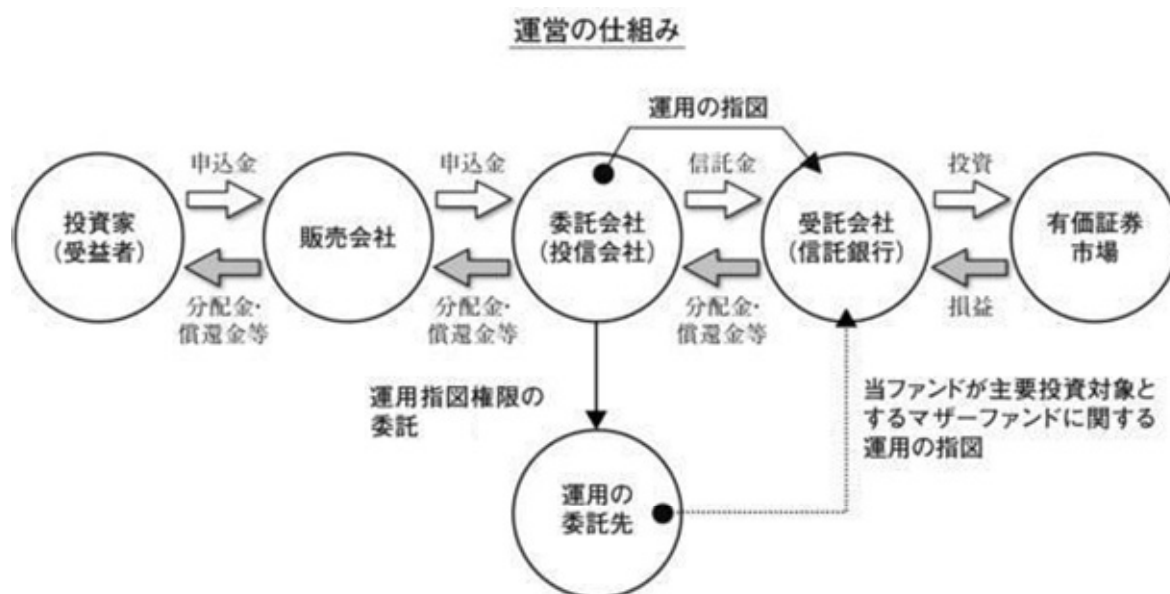 運営の仕組み
運用の指図
申込金
申込金
信託金
投資
投資家
(受益者)
販売会社
委託会社
(投信会社)
受託会社
(信託銀行)
有価証券
市場
分配金・
償還金等
分配金・
償還金等
分配金・
償還金等
損益
運用指図権限の
委託
当ファンドが主要投資対象と
するマザーファンドに関する
運用の指図
運用の
委託先